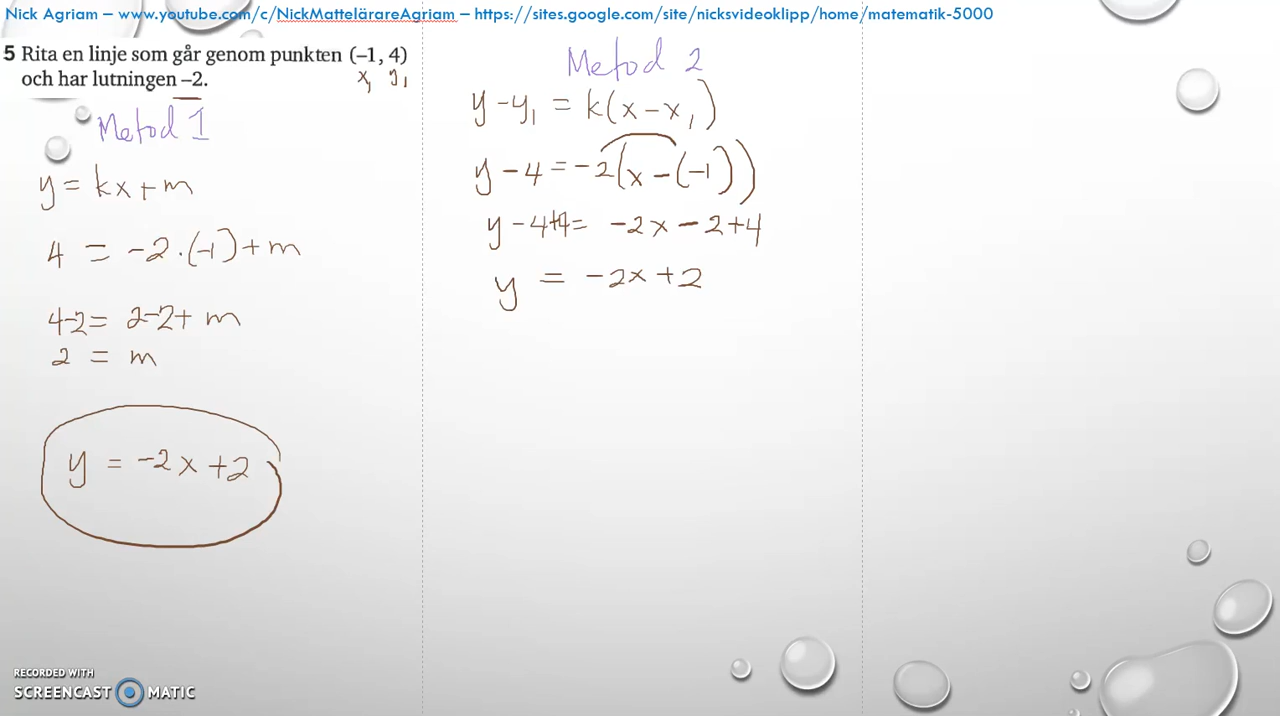 Nick Agriam – www.youtube.com/c/NickMattelärareAgriam – https://sites.google.com/site/nicksvideoklipp/home/matematik-5000
5 Rita en linje som går genom punkten (–1, 4)
och har lutningen –2.
x₁ y₁
Metod 1
y = kx + m
4 = -2 · (-1) + m
4-2 = 2-2 + m
2 = m
y = -2x + 2
Metod 2
y - y₁ = k(x - x₁)
y - 4 = -2(x - (-1))
y - 4+4 = -2x - 2 + 4
y = -2x + 2
RECORDED WITH
SCREENCAST MATIC